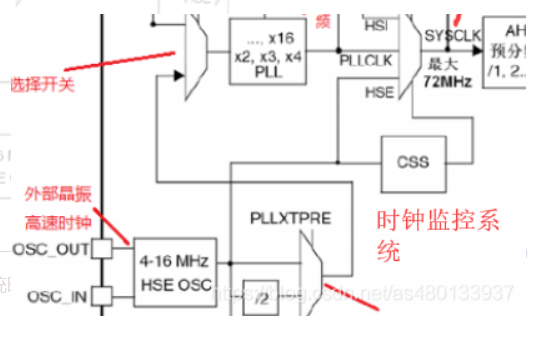 HSI
频
SYSCLK
AH
..., x16
x2, x3, x4
PLL
PLLCLK
最大
72MHz
预分
/1, 2..
选择开关
HSE
CSS
外部晶振
高速时钟
PLLXTPRE
时钟监控系
统
OSC_OUT
4-16 MHz
HSE OSC
OSC_IN
/2
https://blog.csdn.net/as480133937